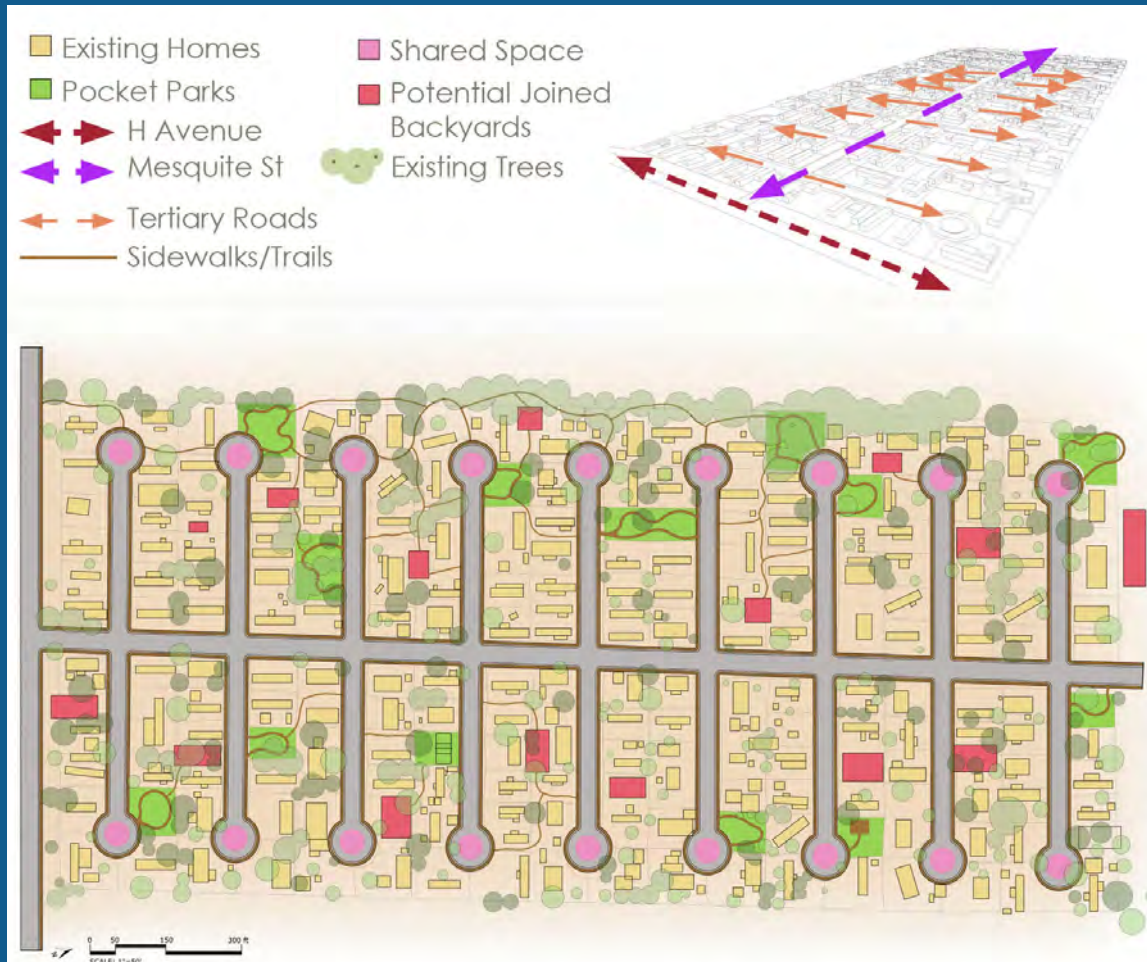 Existing Homes
Pocket Parks
H Avenue
Mesquite St
Tertiary Roads
Sidewalks/Trails
Shared Space
Potential Joined
Backyards
Existing Trees
0 50 150 300 ft